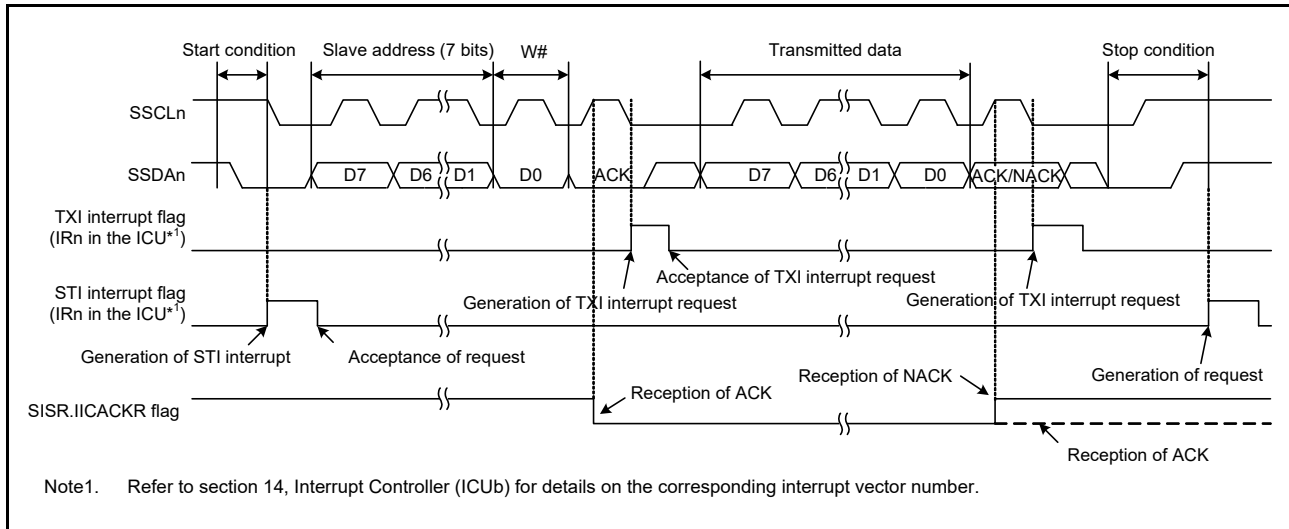 Start condition
Slave address (7 bits)
W#
Transmitted data
Stop condition
SSCLn
SSDAn
D7
D6
D1
D0
ACK
D7
D6
D1
D0
ACK/NACK
TXI interrupt flag
(IRn in the ICU*1)
Acceptance of TXI interrupt request
Generation of TXI interrupt request
Generation of TXI interrupt request
STI interrupt flag
(IRn in the ICU*1)
Generation of STI interrupt
Acceptance of request
Generation of request
Reception of ACK
Reception of NACK
SISR.IICACKR flag
Reception of ACK
Note1. Refer to section 14, Interrupt Controller (ICUb) for details on the corresponding interrupt vector number.